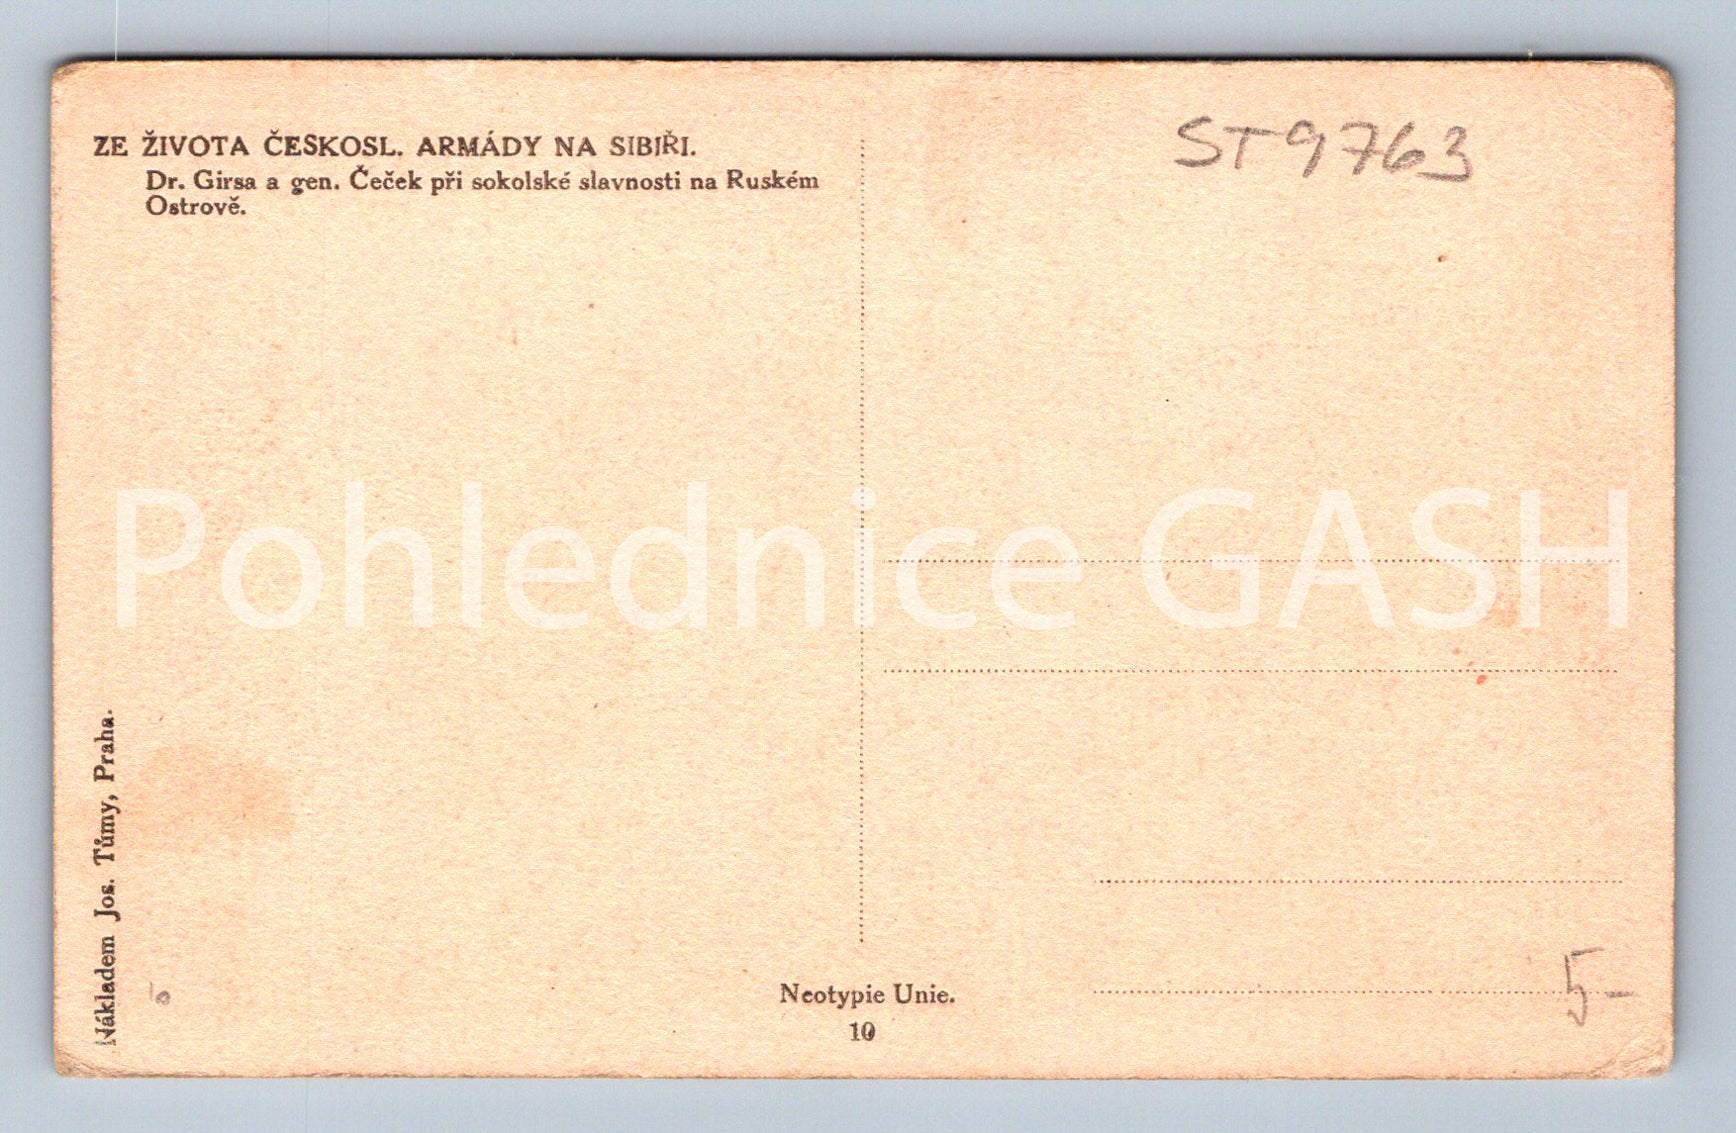 ZE ŽIVOTA ČESKOSL. ARMÁDY NA SIBIŘI.
Dr. Girsa a gen. Čeček při sokolské slavnosti na Ruském
Ostrově.
ST9763
Pohlednice GASH
Nákladem Jos. Tůmy, Praha.
10
Neotypie Unie.
10
5-